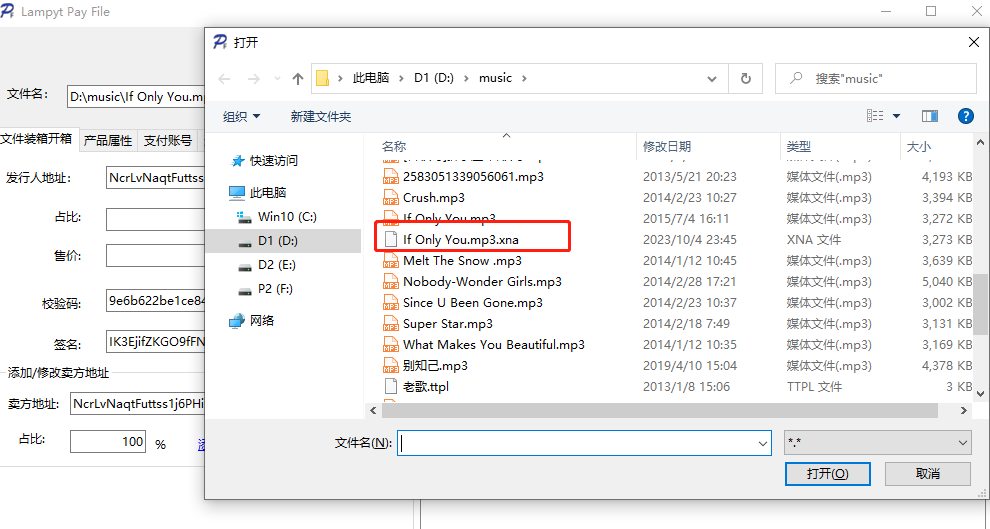 Lampyt Pay File
打开
此电脑 › D1 (D:) › music ›
搜索"music"
文件名:
D:\music\If Only You.mp
组织
新建文件夹
文件装箱开箱 产品属性 支付账号
名称 修改日期 类型 大小
2583051339056061.mp3 2013/5/21 20:23 媒体文件(.mp3) 4,193 KB
Crush.mp3 2014/2/24 10:27 媒体文件(.mp3) 3,394 KB
If Only You.mp3 2015/7/4 16:11 媒体文件(.mp3) 3,272 KB
If Only You.mp3.xna 2023/10/4 23:45 XNA 文件 3,273 KB
Melt The Snow .mp3 2014/1/12 10:45 媒体文件(.mp3) 3,639 KB
Nobody-Wonder Girls.mp3 2014/2/28 17:21 媒体文件(.mp3) 5,040 KB
Since U Been Gone.mp3 2014/2/23 10:37 媒体文件(.mp3) 3,002 KB
Super Star.mp3 2014/2/18 7:49 媒体文件(.mp3) 3,131 KB
What Makes You Beautiful.mp3 2014/1/12 10:35 媒体文件(.mp3) 3,169 KB
别知己.mp3 2019/4/10 15:04 媒体文件(.mp3) 4,378 KB
老歌.ttpl 2013/1/8 15:06 TTPL 文件 3 KB
快速访问
此电脑
Win10 (C:)
D1 (D:)
D2 (E:)
P2 (F:)
网络
发行人地址:
NcrLvNaqtFuttss
占比:
售价:
校验码:
9e6b622be1ce84
签名:
IK3EjifZKGO9fFN
添加/修改卖方地址
卖方地址:
NcrLvNaqtFuttss1j6PHi
占比:
100 %
文件名(N):
*.*
打开(O)
取消